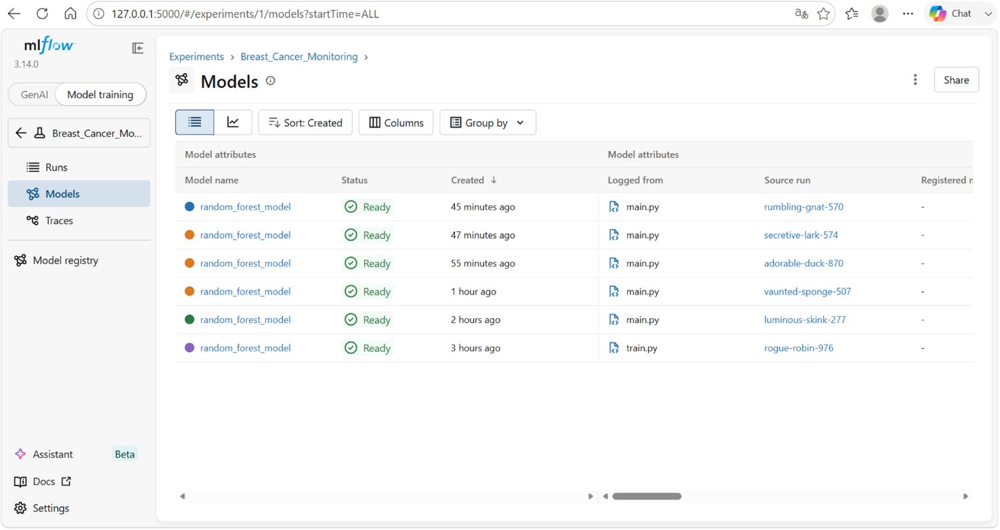 127.0.0.1:5000/#/experiments/1/models?startTime=ALL
Chat
mlflow
3.14.0
GenAI Model training
Breast_Cancer_Mo...
Runs
Models
Traces
Model registry
Assistant Beta
Docs
Settings
Experiments › Breast_Cancer_Monitoring ›
Models
Share
Sort: Created Columns Group by
Model attributes Model attributes
Model name Status Created Logged from Source run Registered
random_forest_model Ready 45 minutes ago main.py rumbling-gnat-570 -
random_forest_model Ready 47 minutes ago main.py secretive-lark-574 -
random_forest_model Ready 55 minutes ago main.py adorable-duck-870 -
random_forest_model Ready 1 hour ago main.py vaunted-sponge-507 -
random_forest_model Ready 2 hours ago main.py luminous-skink-277 -
random_forest_model Ready 3 hours ago train.py rogue-robin-976 -